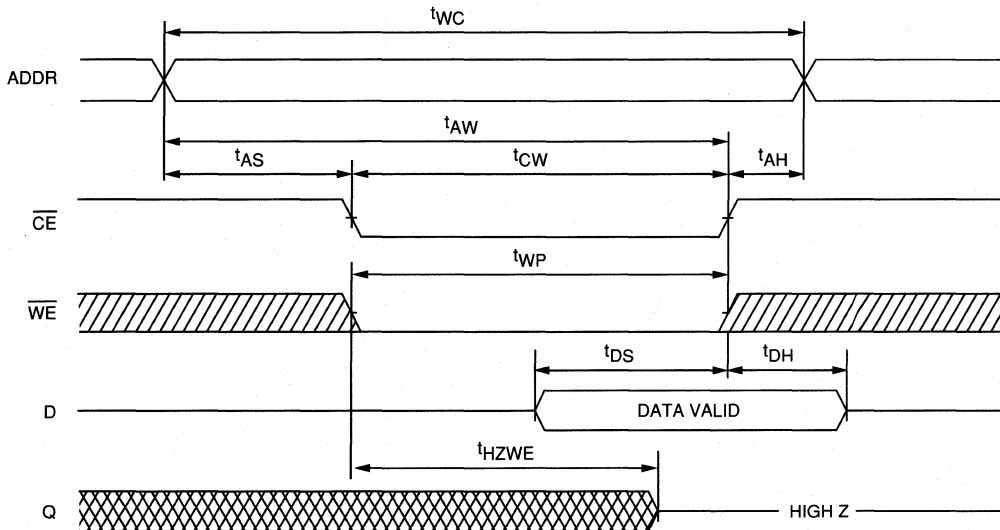 tWC
ADDR
tAW
tAS tCW tAH
CE
tWP
WE
tDS tDH
D DATA VALID
tHZWE
Q HIGH Z